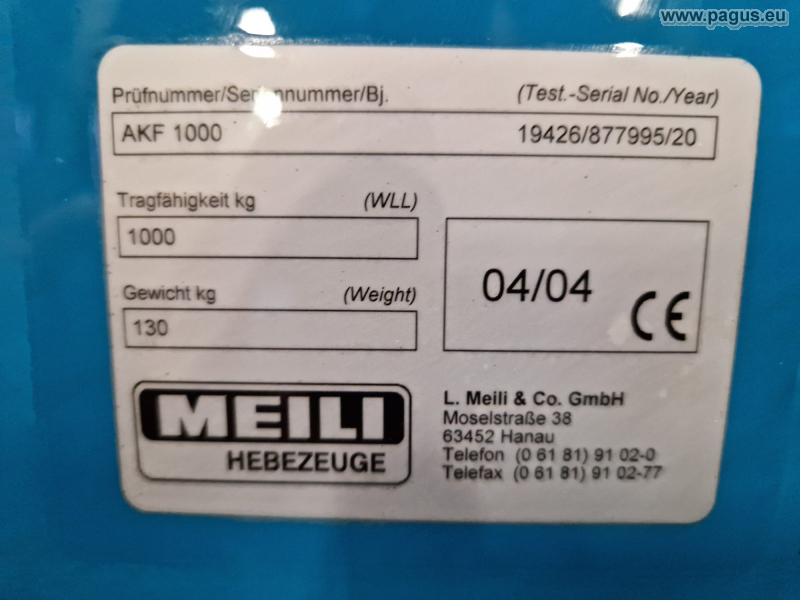 www.pagus.eu
Prüfnummer/Seriennummer/Bj. (Test.-Serial No./Year)
AKF 1000 19426/877995/20
Tragfähigkeit kg (WLL)
1000
Gewicht kg (Weight)
130
04/04 CE
MEILI
HEBEZEUGE
L. Meili & Co. GmbH
Moselstraße 38
63452 Hanau
Telefon (0 61 81) 91 02-0
Telefax (0 61 81) 91 02-77